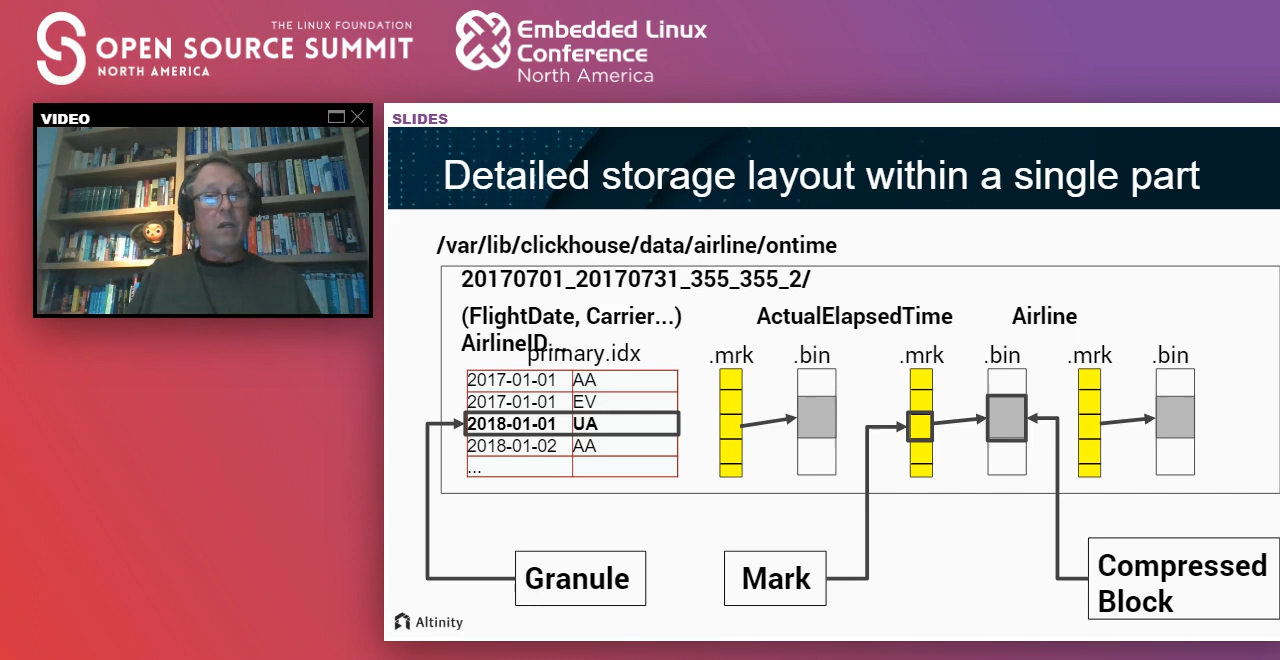 THE LINUX FOUNDATION
OPEN SOURCE SUMMIT
NORTH AMERICA
Embedded Linux
Conference
North America
VIDEO
SLIDES
Detailed storage layout within a single part
/var/lib/clickhouse/data/airline/ontime
20170701_20170731_355_355_2/
(FlightDate, Carrier...) ActualElapsedTime Airline
AirlineID...
primary.idx .mrk .bin .mrk .bin .mrk .bin
2017-01-01 AA
2017-01-01 EV
2018-01-01 UA
2018-01-02 AA
...
Granule
Mark
Compressed
Block
Altinity